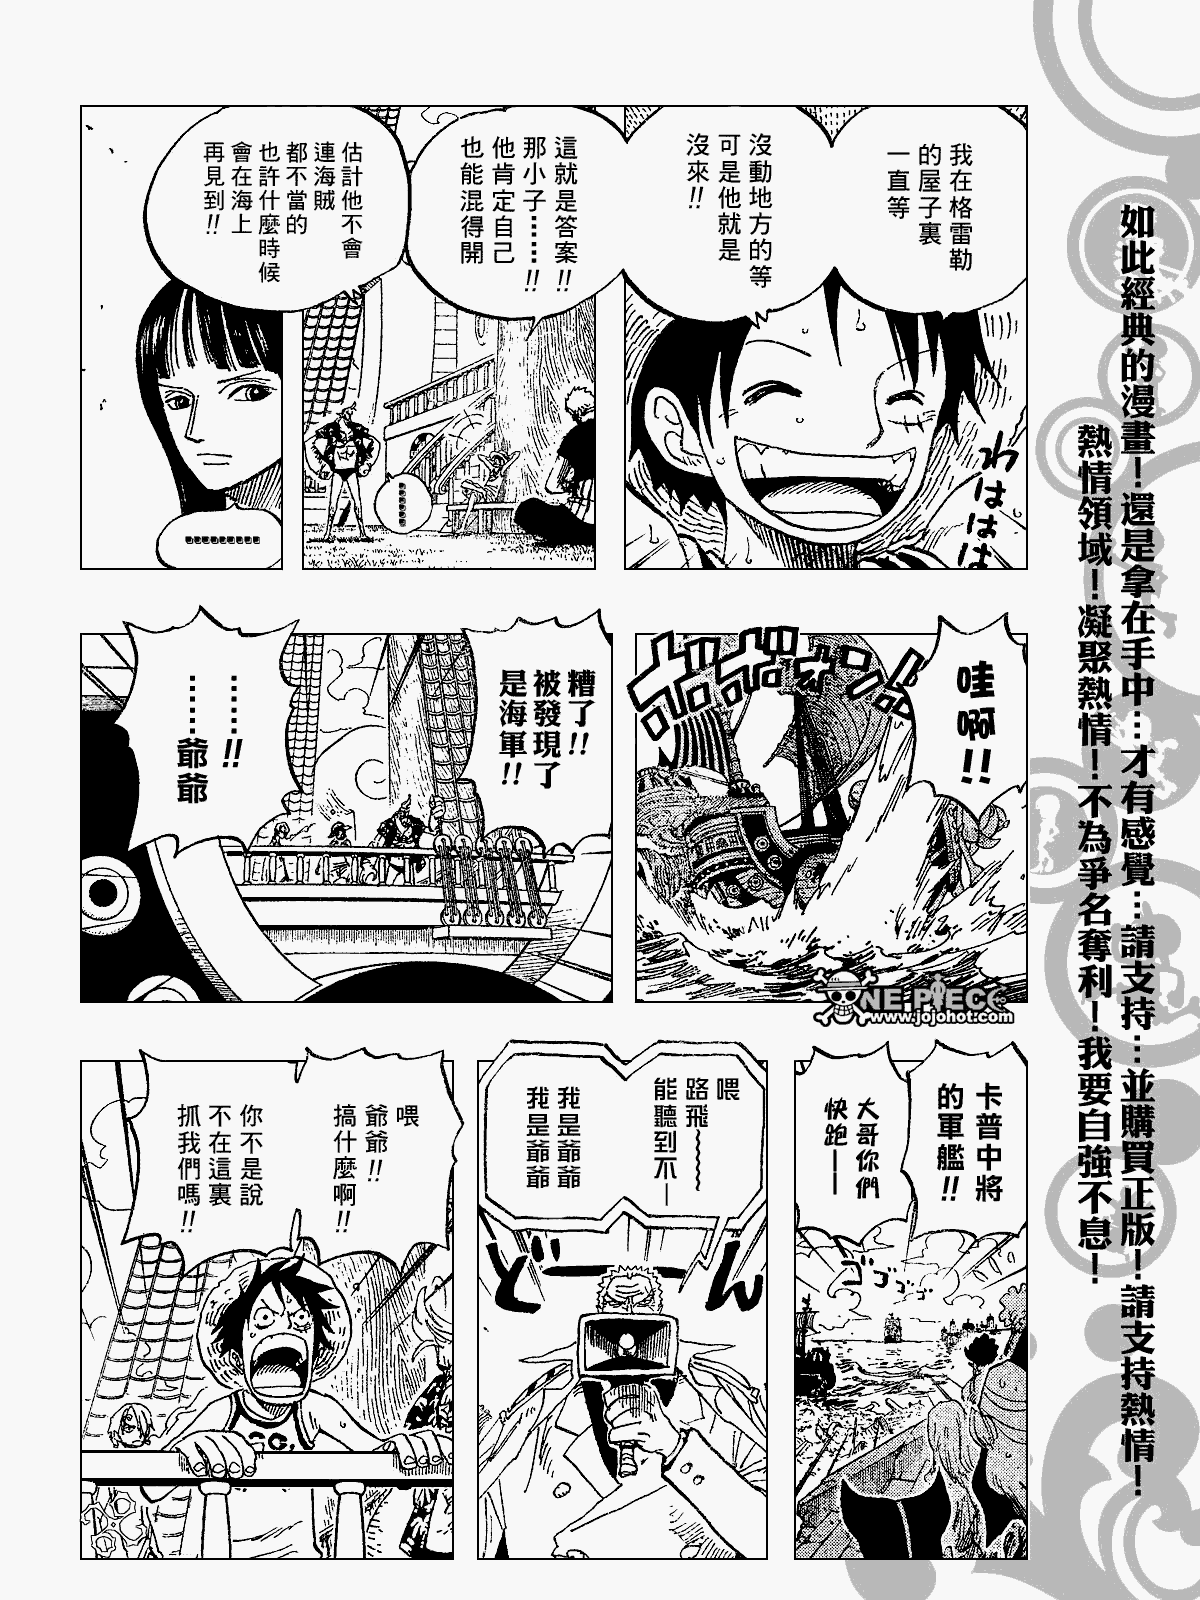 我在格雷勒
的屋子裏
一直等
沒動地方的等
可是他就是
沒來!!
這就是答案!!
那小子……!!
他肯定自己
也能混得開
估計他不會
連海賊
都不當的
也許什麼時候
會在海上
再見到!!
わははは
…………
…………
哇啊!!
ズガガァン
糟了!!
被發現了
是海軍!!
……!!
……爺爺
卡普中將
的軍艦!!
大哥你們
快跑——
ゴゴゴゴ
喂
路飛~~~
能聽到不—
我是爺爺
我是爺爺
どん
喂
爺爺!!
搞什麼啊!!
你不是說
不在這裏
抓我們嗎!!
ONE PIECE
www.jojohot.com
如此經典的漫畫！還是拿在手中…才有感覺…請支持…並購買正版！請支持熱情！
熱情領域！凝聚熱情！不為爭名奪利！我要自強不息！